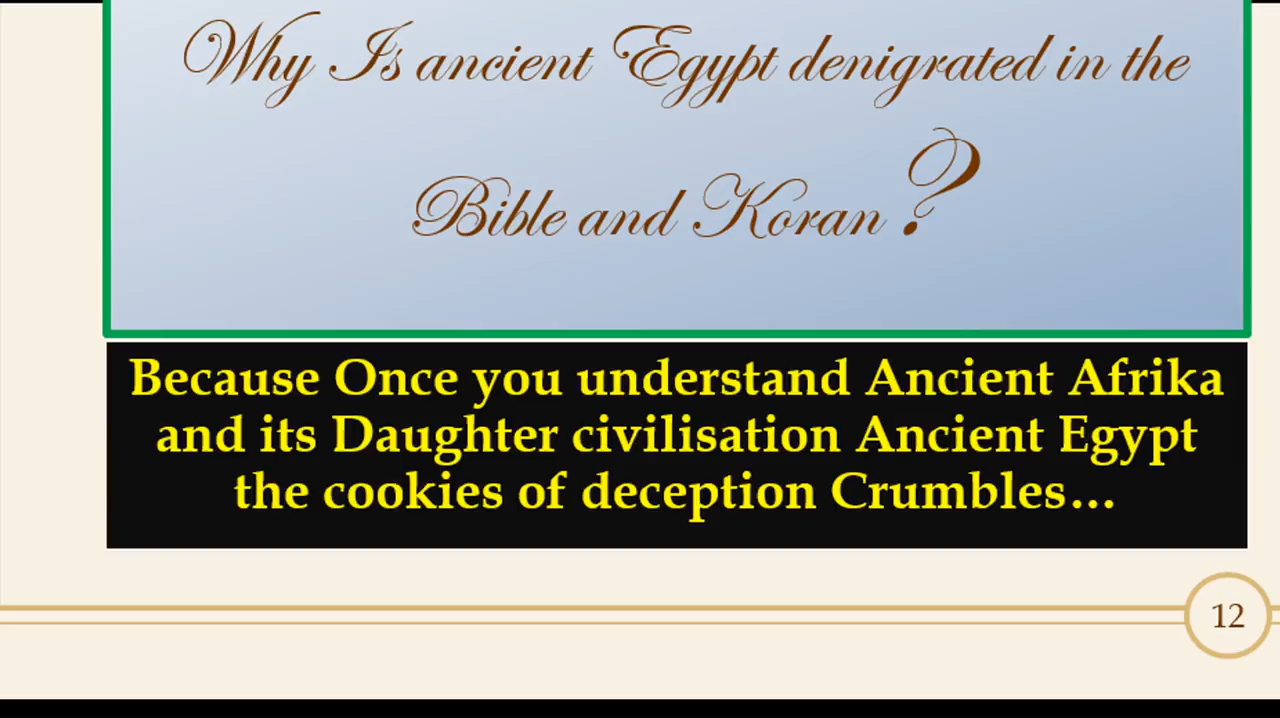 Why Is ancient Egypt denigrated in the
Bible and Koran?
Because Once you understand Ancient Afrika
and its Daughter civilisation Ancient Egypt
the cookies of deception Crumbles...
12